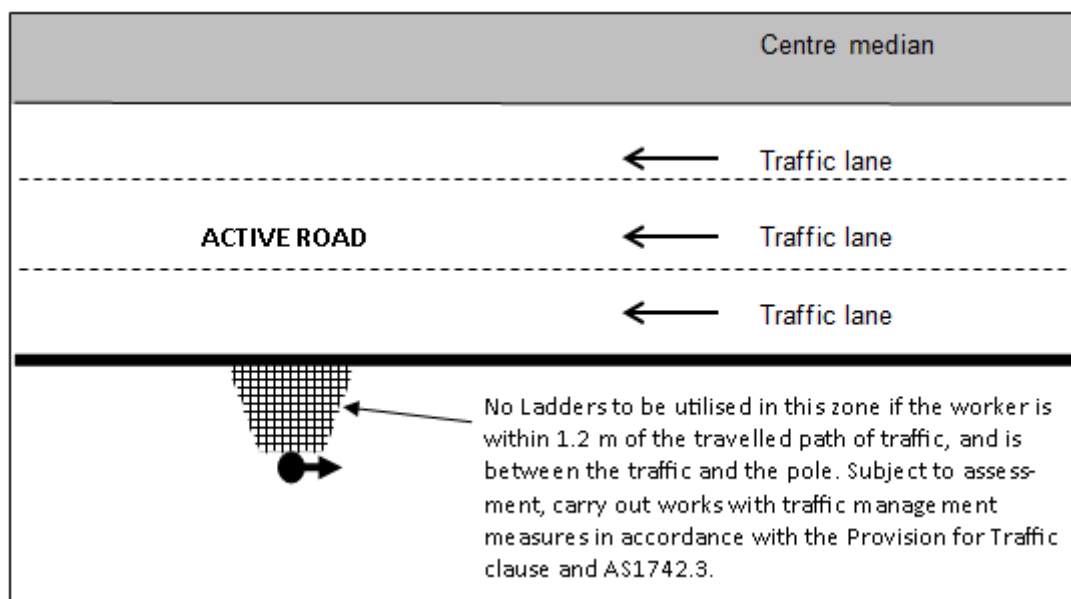 Centre median
Traffic lane
ACTIVE ROAD
Traffic lane
Traffic lane
No Ladders to be utilised in this zone if the worker is
within 1.2 m of the travelled path of traffic, and is
between the traffic and the pole. Subject to assess-
ment, carry out works with traffic management
measures in accordance with the Provision for Traffic
clause and AS1742.3.